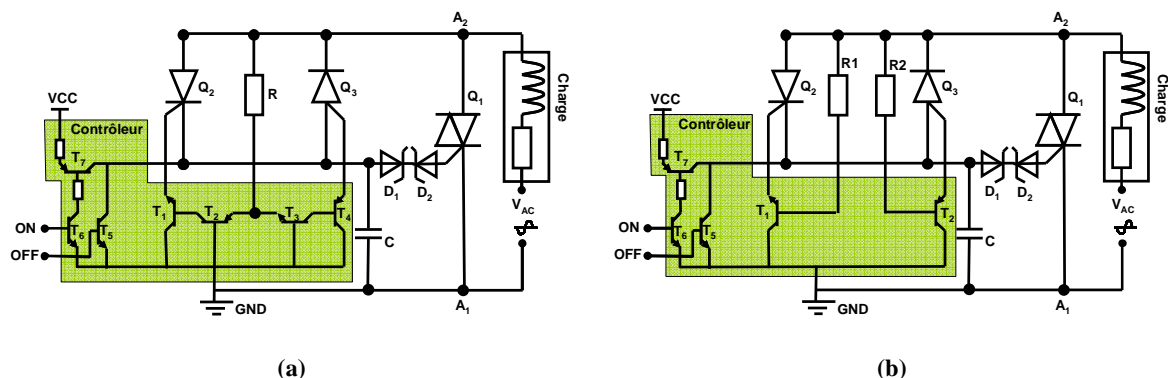 A2
Q2
R
Q3
Q1
Charge
VCC
Contrôleur
T7
D1
D2
T1
T2
T3
T4
VAC
ON
T6
T5
C
OFF
GND
A1
(a)
A2
R1
R2
Q2
Q3
Q1
Charge
VCC
Contrôleur
T7
D1
D2
T1
T2
VAC
ON
T6
T5
C
OFF
GND
A1
(b)